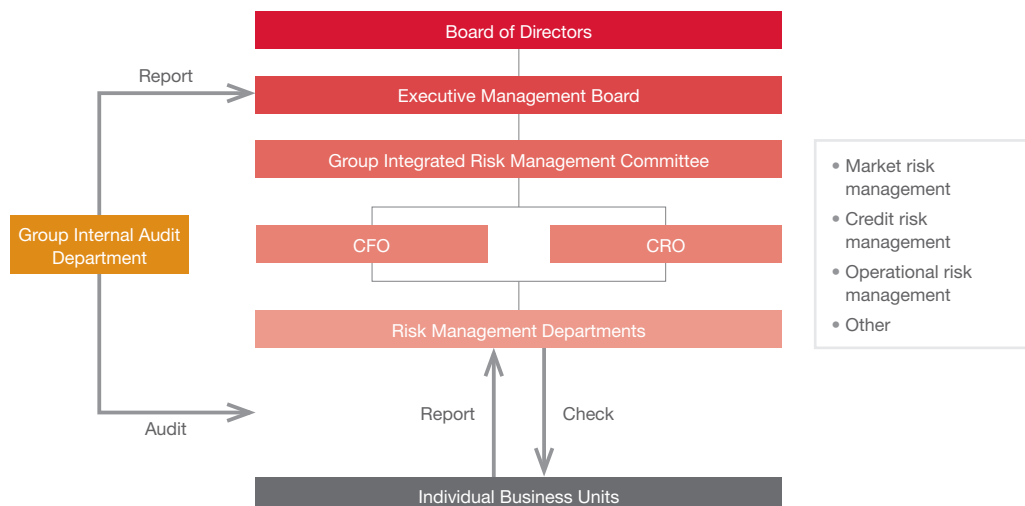 Board of Directors
Report
Executive Management Board
Group Integrated Risk Management Committee
• Market risk
management
• Credit risk
management
• Operational risk
management
• Other
Group Internal Audit
Department
CFO
CRO
Risk Management Departments
Report
Check
Audit
Individual Business Units